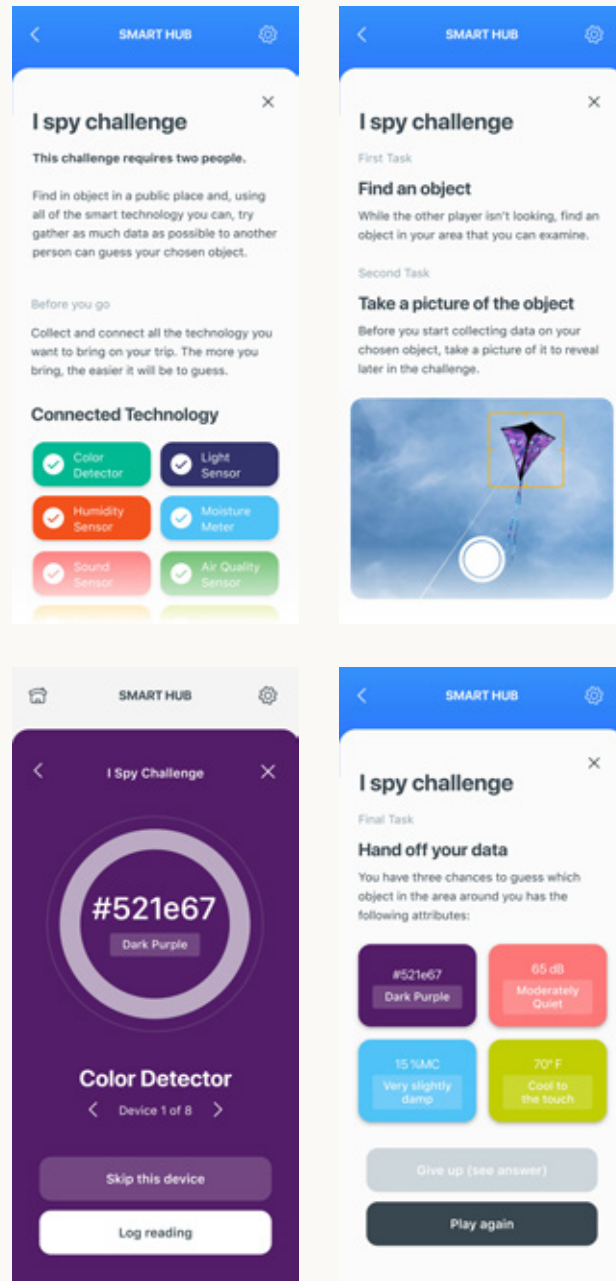 SMART HUB
I spy challenge
This challenge requires two people.
Find in object in a public place and, using
all of the smart technology you can, try
gather as much data as possible to another
person can guess your chosen object.
Before you go
Collect and connect all the technology you
want to bring on your trip. The more you
bring, the easier it will be to guess.
Connected Technology
Color
Detector
Light
Sensor
Humidity
Sensor
Moisture
Meter
Sound
Sensor
Air Quality
Sensor
SMART HUB
I spy challenge
First Task
Find an object
While the other player isn't looking, find an
object in your area that you can examine.
Second Task
Take a picture of the object
Before you start collecting data on your
chosen object, take a picture of it to reveal
later in the challenge.
SMART HUB
I Spy Challenge
#521e67
Dark Purple
Color Detector
Device 1 of 8
Skip this device
Log reading
SMART HUB
I spy challenge
Final Task
Hand off your data
You have three chances to guess which
object in the area around you has the
following attributes:
#521e67
Dark Purple
65 dB
Moderately
Quiet
15 %MC
Very slightly
damp
70° F
Cool to
the touch
Give up (see answer)
Play again